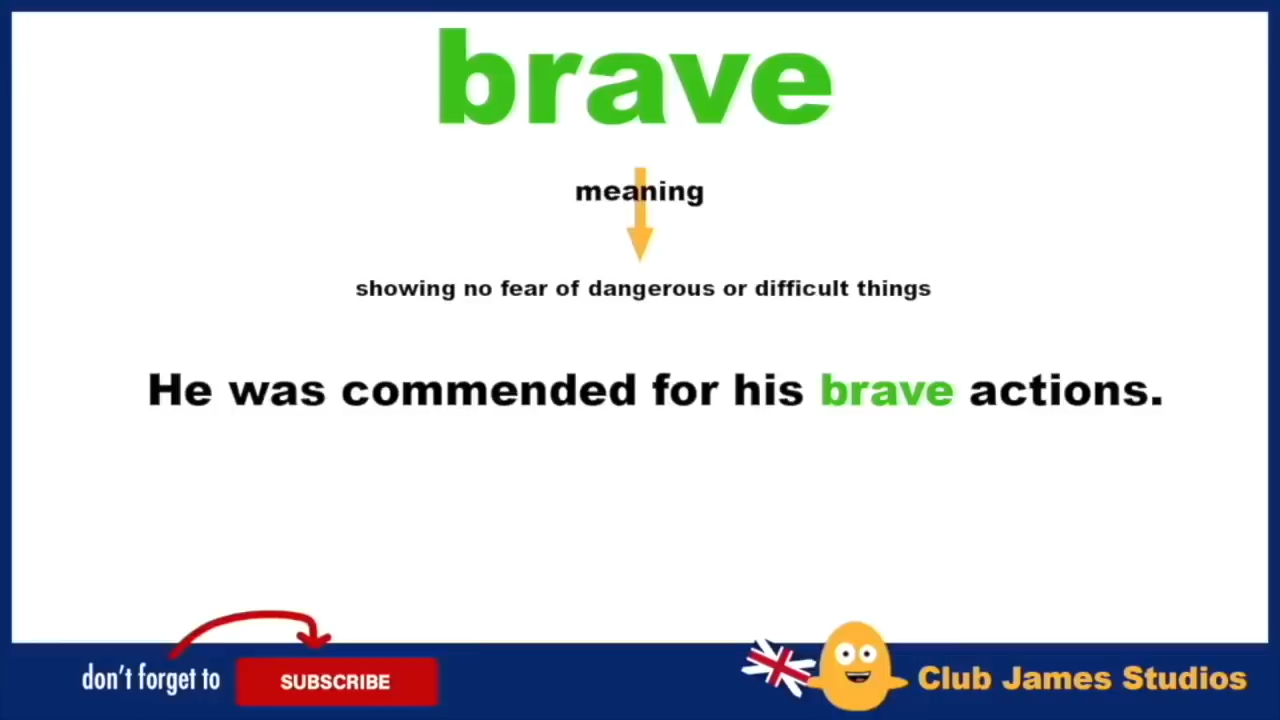 brave
meaning
showing no fear of dangerous or difficult things
He was commended for his brave actions.
don't forget to
SUBSCRIBE
Club James Studios